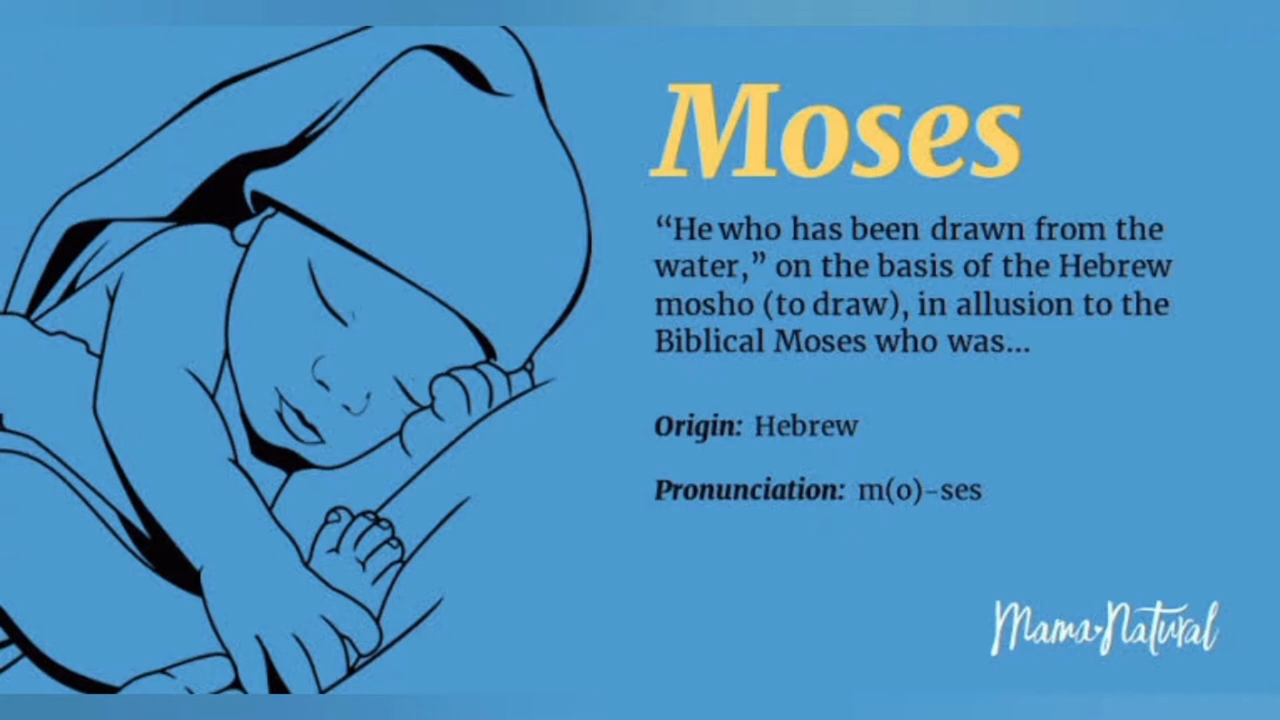 Moses
“He who has been drawn from the
water,” on the basis of the Hebrew
mosho (to draw), in allusion to the
Biblical Moses who was...
Origin: Hebrew
Pronunciation: m(o)-ses
Mama Natural